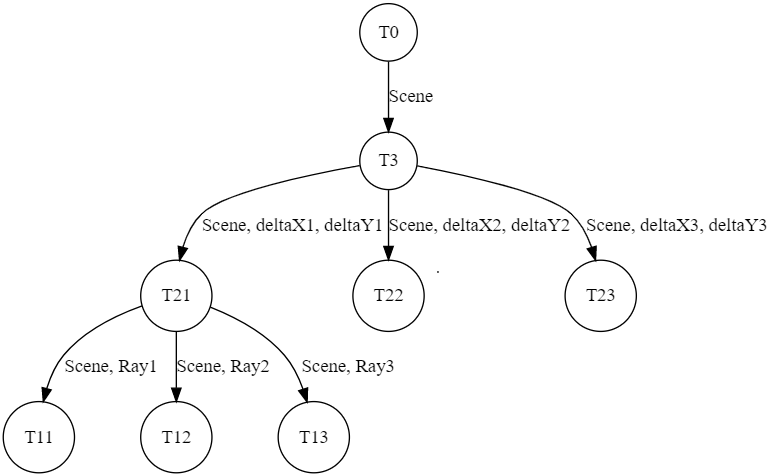 T0
Scene
T3
Scene, deltaX1, deltaY1
Scene, deltaX2, deltaY2
Scene, deltaX3, deltaY3
T21
T22
T23
Scene, Ray1
Scene, Ray2
Scene, Ray3
T11
T12
T13